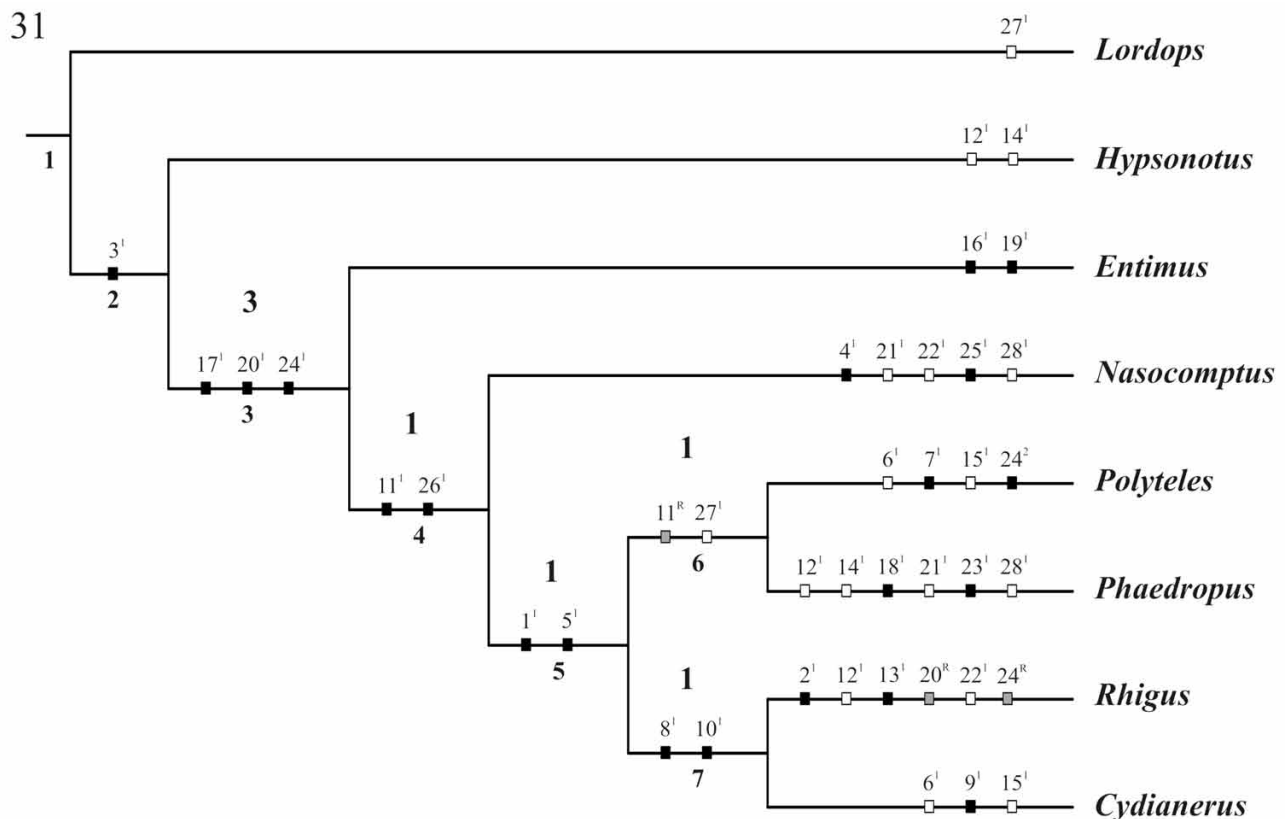 31
27¹
Lordops
1
12¹ 14¹
Hypsonotus
3¹
2
16¹ 19¹
Entimus
3
17¹ 20¹ 24¹
3
4¹ 21¹ 22¹ 25¹ 28¹
Nasocomptus
1
11¹ 26¹
4
1
6¹ 7¹ 15¹ 24²
Polyteles
11ᴿ 27¹
6
1
12¹ 14¹ 18¹ 21¹ 23¹ 28¹
Phaedropus
1¹ 5¹
5
1
2¹ 12¹ 13¹ 20ᴿ 22¹ 24ᴿ
Rhigus
8¹ 10¹
7
6¹ 9¹ 15¹
Cydianerus